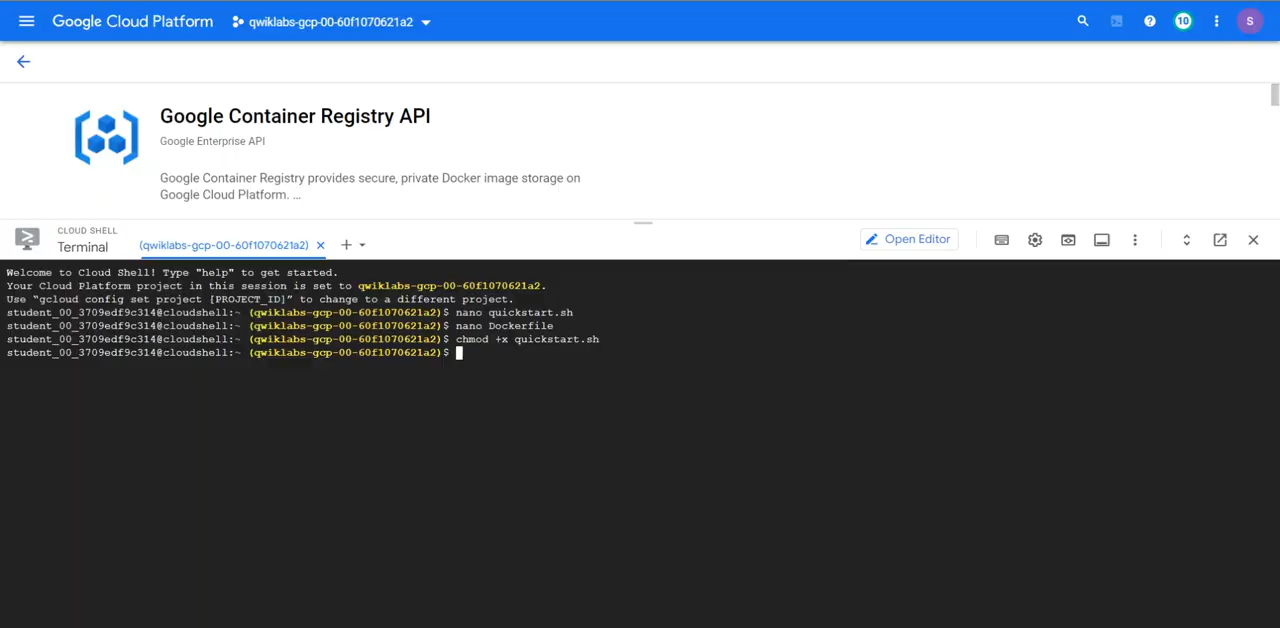 Google Cloud Platform
qwiklabs-gcp-00-60f1070621a2
10
S
Google Container Registry API
Google Enterprise API
Google Container Registry provides secure, private Docker image storage on
Google Cloud Platform. ...
CLOUD SHELL
Terminal
(qwiklabs-gcp-00-60f1070621a2)
Open Editor
Welcome to Cloud Shell! Type "help" to get started.
Your Cloud Platform project in this session is set to qwiklabs-gcp-00-60f1070621a2.
Use “gcloud config set project [PROJECT_ID]” to change to a different project.
student_00_3709edf9c314@cloudshell:~ (qwiklabs-gcp-00-60f1070621a2)$ nano quickstart.sh
student_00_3709edf9c314@cloudshell:~ (qwiklabs-gcp-00-60f1070621a2)$ nano Dockerfile
student_00_3709edf9c314@cloudshell:~ (qwiklabs-gcp-00-60f1070621a2)$ chmod +x quickstart.sh
student_00_3709edf9c314@cloudshell:~ (qwiklabs-gcp-00-60f1070621a2)$